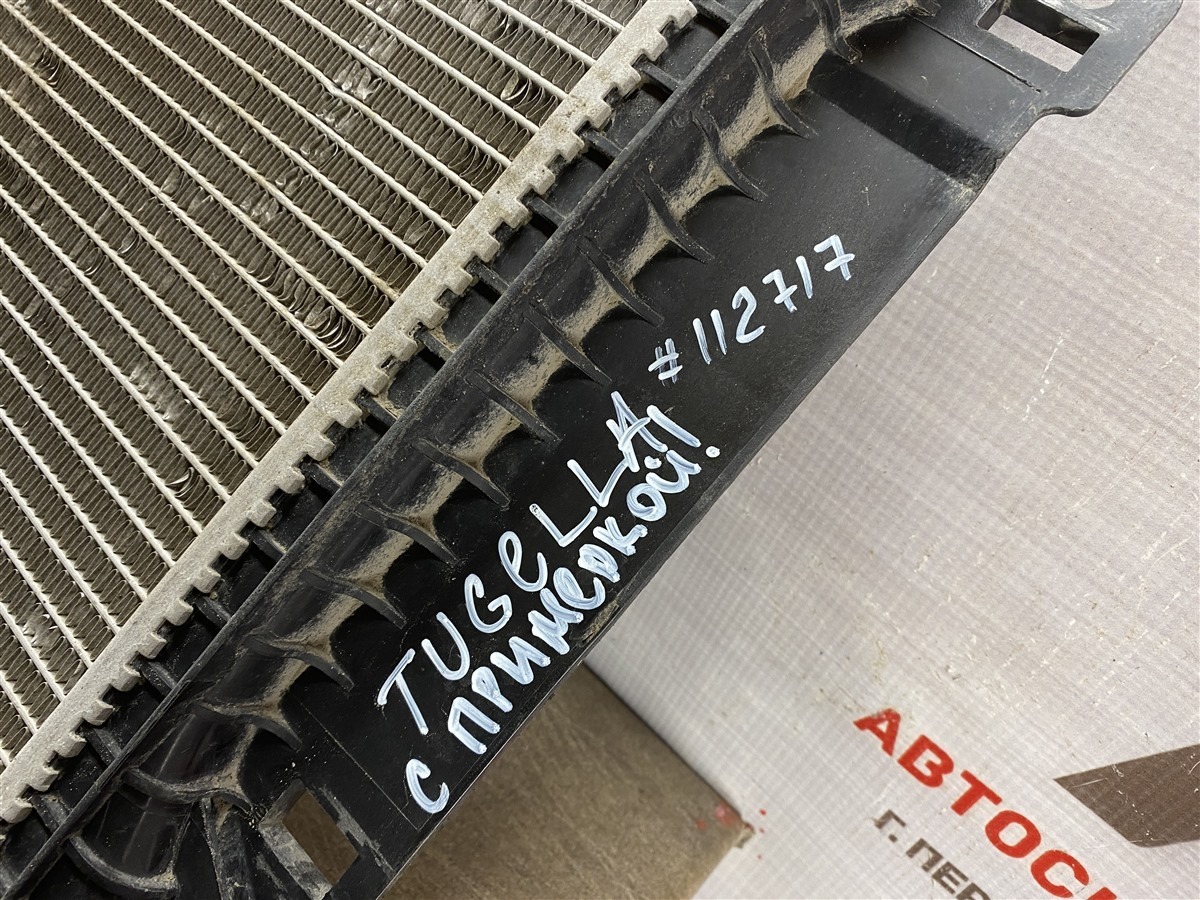 TUGELLA #112717
С ПРИМЕРКОЙ!
АВТОС
Г. ПЕР